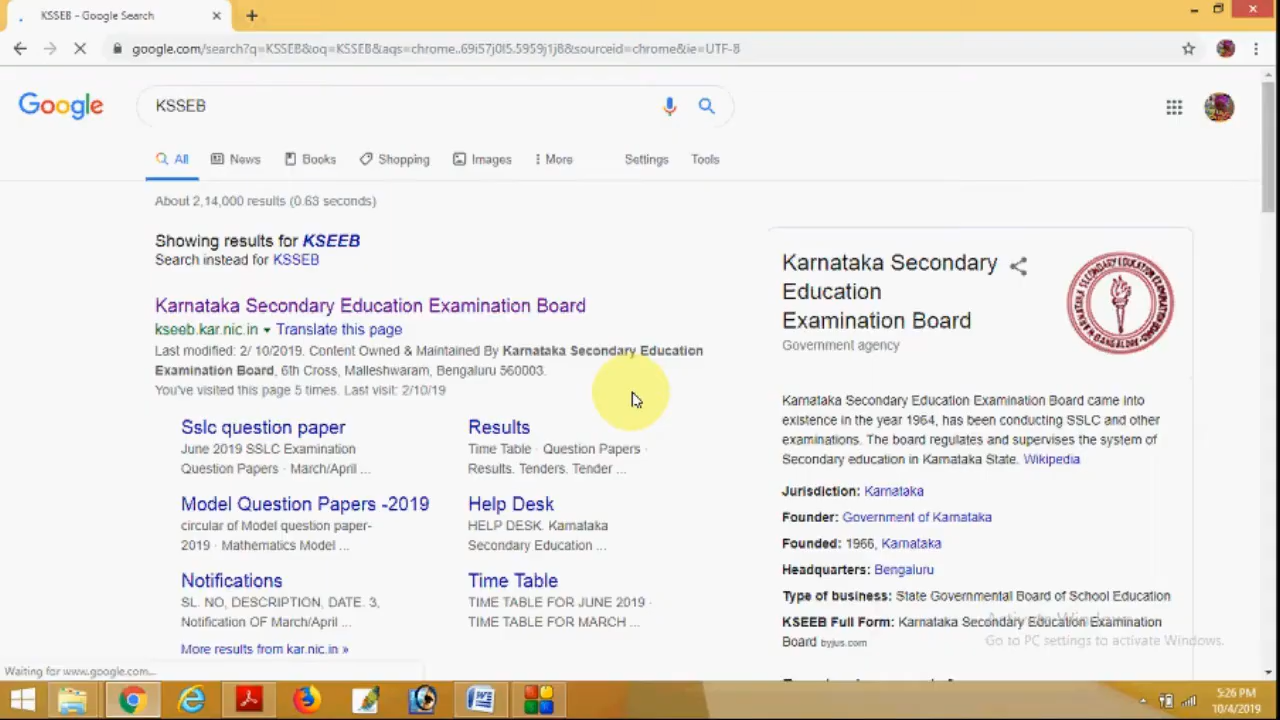 KSSEB - Google Search
google.com/search?q=KSSEB&oq=KSSEB&aqs=chrome..69i57j0l5.5959j1j8&sourceid=chrome&ie=UTF-8
Google
KSSEB
All News Books Shopping Images More Settings Tools
About 2,14,000 results (0.63 seconds)
Showing results for KSEEB
Search instead for KSSEB
Karnataka Secondary Education Examination Board
kseeb.kar.nic.in Translate this page
Last modified: 2/ 10/2019. Content Owned & Maintained By Karnataka Secondary Education
Examination Board, 6th Cross, Malleshwaram, Bengaluru 560003.
You've visited this page 5 times. Last visit: 2/10/19
Sslc question paper
June 2019 SSLC Examination
Question Papers · March/April ...
Results
Time Table · Question Papers ·
Results. Tenders. Tender ...
Model Question Papers -2019
circular of Model question paper-
2019 · Mathematics Model ...
Help Desk
HELP DESK. Karnataka
Secondary Education ...
Notifications
SL. NO, DESCRIPTION, DATE. 3,
Notification OF March/April ...
Time Table
TIME TABLE FOR JUNE 2019 ·
TIME TABLE FOR MARCH ...
More results from kar.nic.in »
Karnataka Secondary
Education
Examination Board
Government agency
Karnataka Secondary Education Examination Board came into
existence in the year 1964, has been conducting SSLC and other
examinations. The board regulates and supervises the system of
Secondary education in Karnataka State. Wikipedia
Jurisdiction: Karnataka
Founder: Government of Karnataka
Founded: 1966, Karnataka
Headquarters: Bengaluru
Type of business: State Governmental Board of School Education
KSEEB Full Form: Karnataka Secondary Education Examination
Board byjus.com
Activate Windows
Go to PC settings to activate Windows.
Waiting for www.google.com...
5:26 PM
10/4/2019